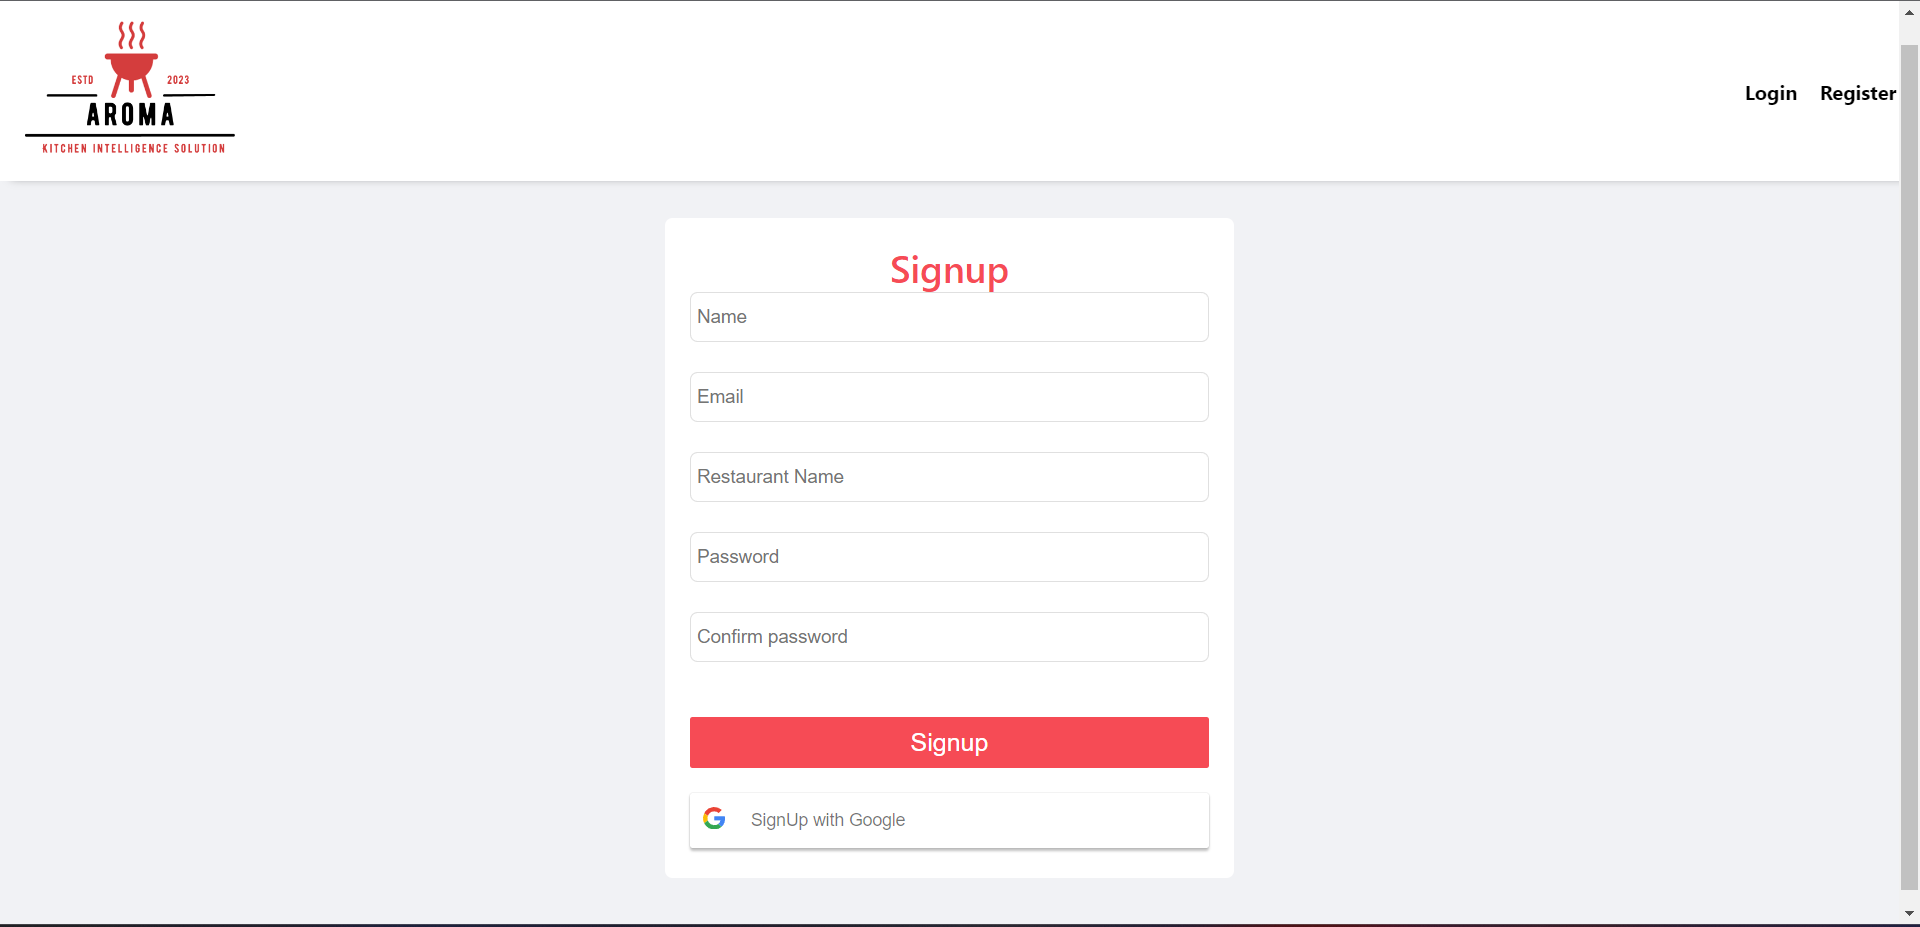 ESTD 2023
AROMA
KITCHEN INTELLIGENCE SOLUTION
Login Register
Signup
Name
Email
Restaurant Name
Password
Confirm password
Signup
SignUp with Google